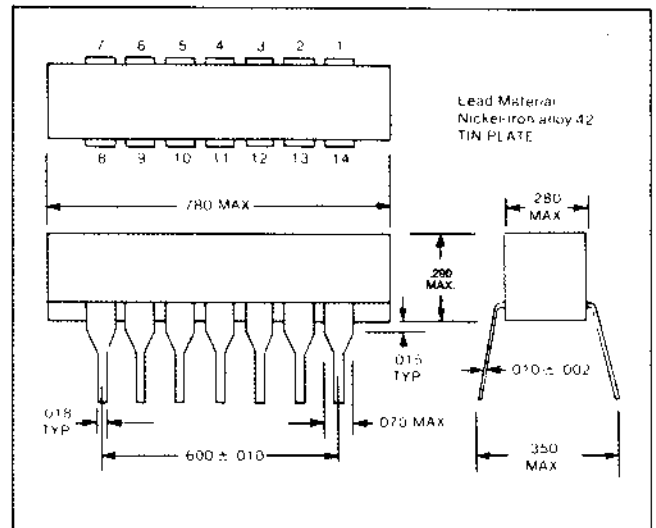 7 6 5 4 3 2 1
Lead Material
Nickel-Iron alloy 42
TIN PLATE
8 9 10 11 12 13 14
.780 MAX
.280
MAX
.290
MAX.
.015
TYP
.010 ± .002
.018
TYP
.070 MAX
.600 ± .010
.350
MAX